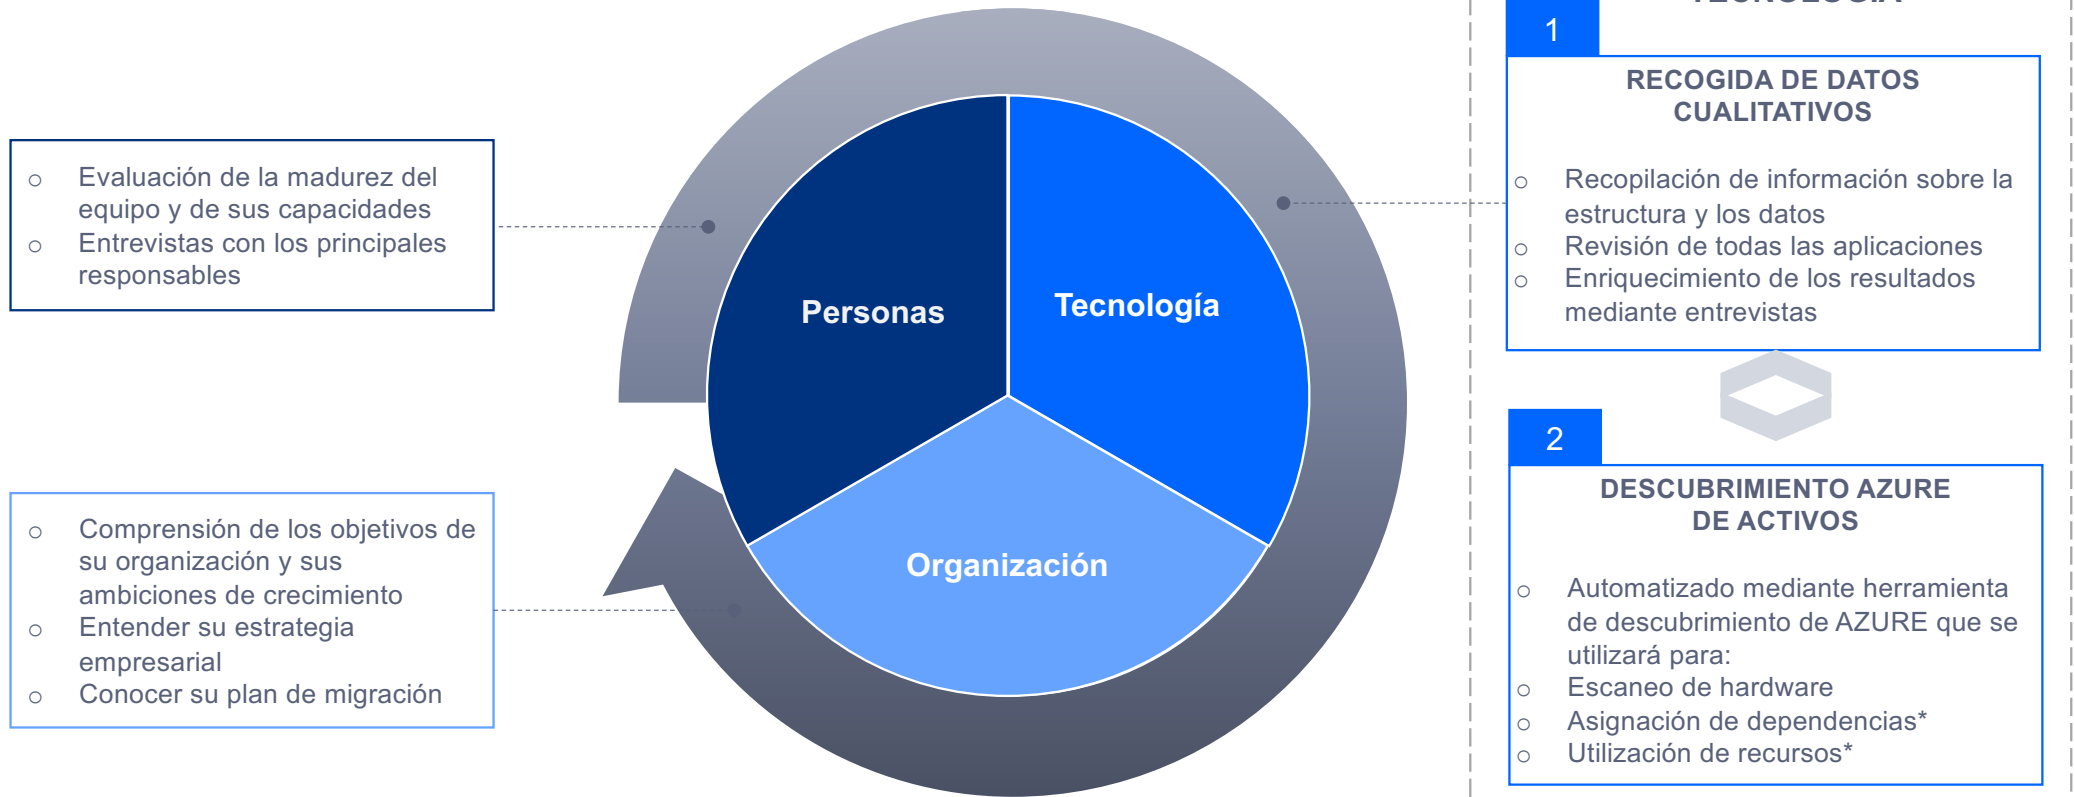 Evaluación de la madurez del
equipo y de sus capacidades
Entrevistas con los principales
responsables
Comprensión de los objetivos de
su organización y sus
ambiciones de crecimiento
Entender su estrategia
empresarial
Conocer su plan de migración
Personas
Tecnología
Organización
TECNOLOGÍA
1
RECOGIDA DE DATOS
CUALITATIVOS
Recopilación de información sobre la
estructura y los datos
Revisión de todas las aplicaciones
Enriquecimiento de los resultados
mediante entrevistas
2
DESCUBRIMIENTO AZURE
DE ACTIVOS
Automatizado mediante herramienta
de descubrimiento de AZURE que se
utilizará para:
Escaneo de hardware
Asignación de dependencias*
Utilización de recursos*